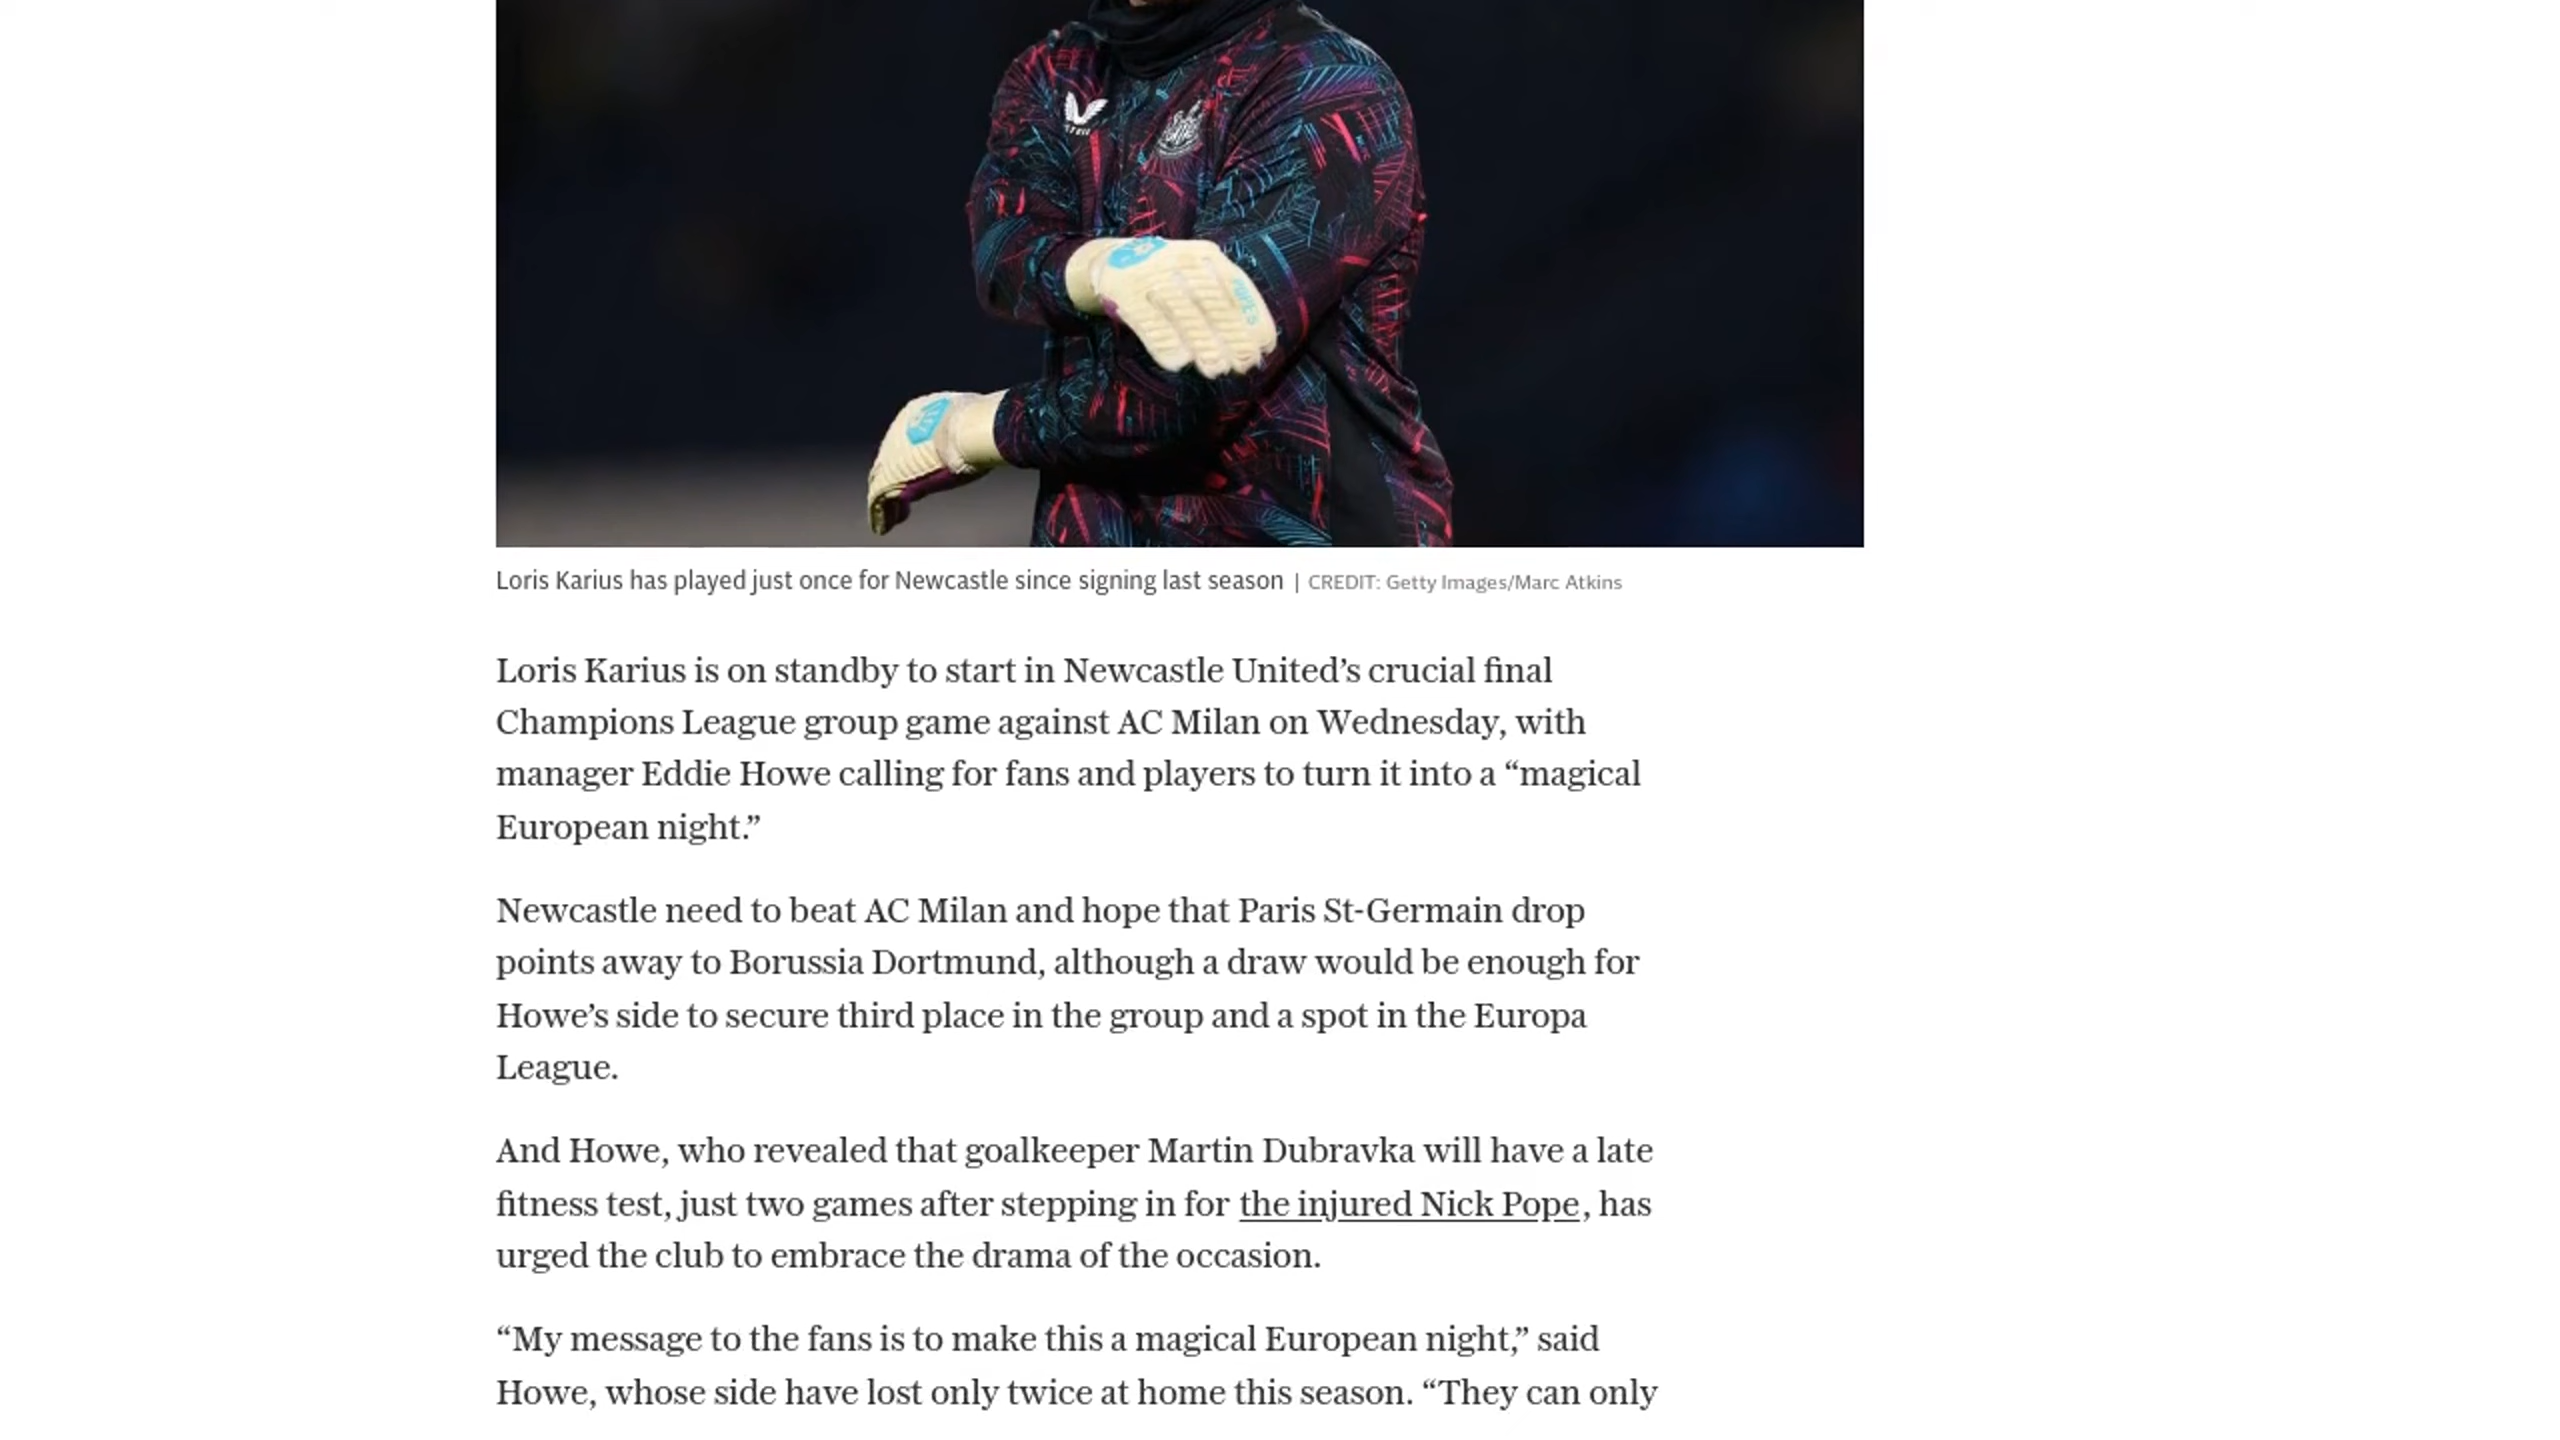 Loris Karius has played just once for Newcastle since signing last season | CREDIT: Getty Images/Marc Atkins
Loris Karius is on standby to start in Newcastle United’s crucial final
Champions League group game against AC Milan on Wednesday, with
manager Eddie Howe calling for fans and players to turn it into a “magical
European night.”
Newcastle need to beat AC Milan and hope that Paris St-Germain drop
points away to Borussia Dortmund, although a draw would be enough for
Howe’s side to secure third place in the group and a spot in the Europa
League.
And Howe, who revealed that goalkeeper Martin Dubravka will have a late
fitness test, just two games after stepping in for the injured Nick Pope, has
urged the club to embrace the drama of the occasion.
“My message to the fans is to make this a magical European night,” said
Howe, whose side have lost only twice at home this season. “They can only